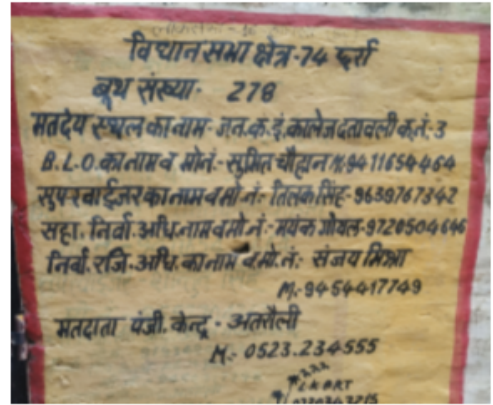 विधान सभा क्षेत्र-74 छर्रा
बूथ संख्या- 278
मतदेय स्थल का नाम- जन.क.इं.कालेज दतावली क.नं.-3
B.L.O. का नाम व मो.नं.- सुमित चौहान M.9411654464
सुपरवाईजर का नाम व मो.नं.- तिलक सिंह- 9639767342
सहा. निर्वा. अधि. नाम व मो.नं.- मयंक गोयल- 9720504646
निर्वा. रजि. अधि. का नाम व मो.नं.- संजय मिश्रा
M.- 9454417749
मतदाता पंजी. केन्द्र - अतरौली
M.- 0523.234555
ART